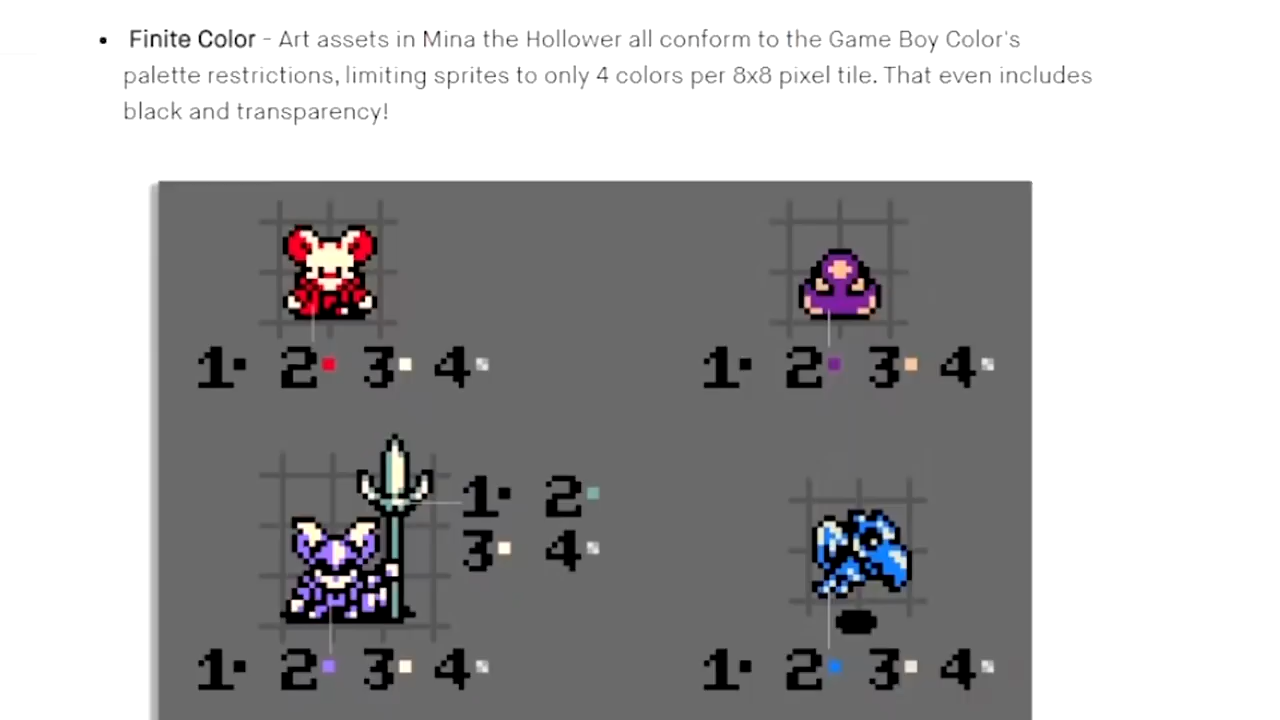 • Finite Color - Art assets in Mina the Hollower all conform to the Game Boy Color's
palette restrictions, limiting sprites to only 4 colors per 8x8 pixel tile. That even includes
black and transparency!
1 2 3 4
1 2 3 4
1 2
3 4
1 2 3 4
1 2 3 4